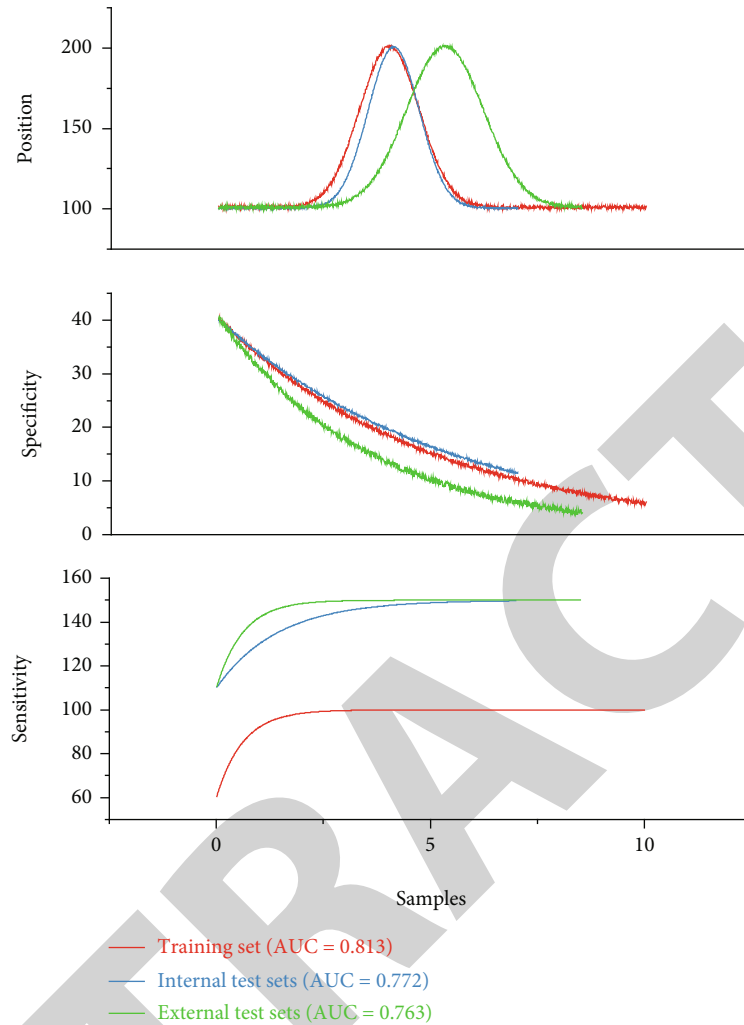 200
150
100
Position
40
30
20
10
0
Specificity
160
140
120
100
80
60
Sensitivity
0
5
10
Samples
Training set (AUC = 0.813)
Internal test sets (AUC = 0.772)
External test sets (AUC = 0.763)
TRACT